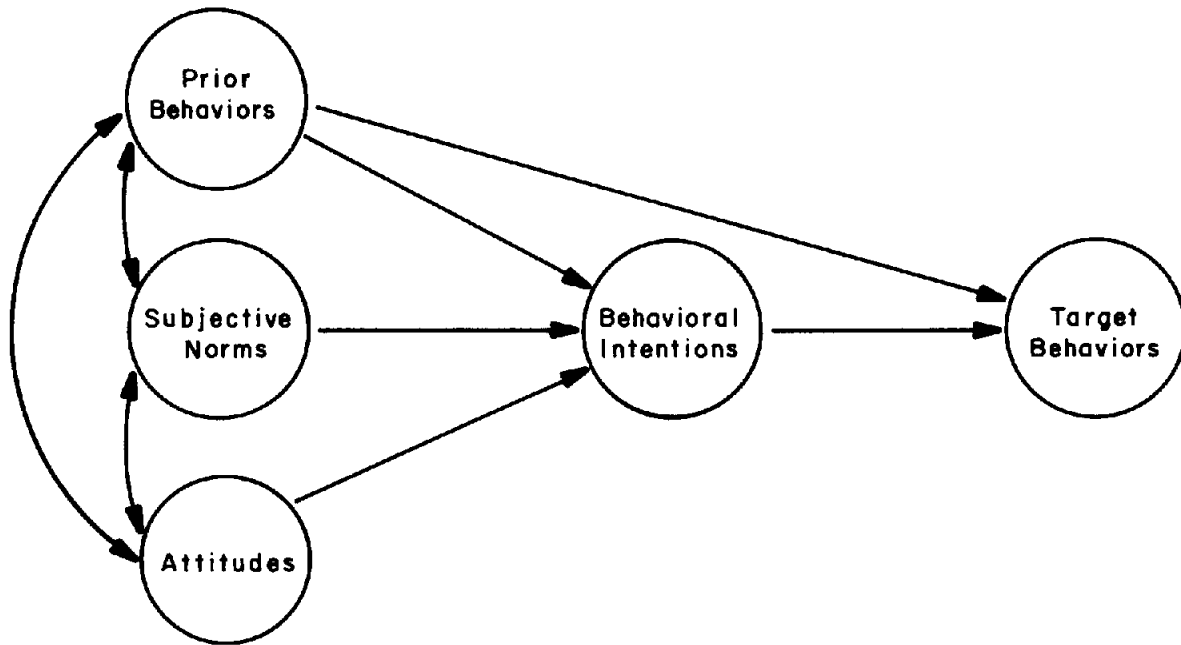 Prior
Behaviors
Subjective
Norms
Attitudes
Behavioral
Intentions
Target
Behaviors